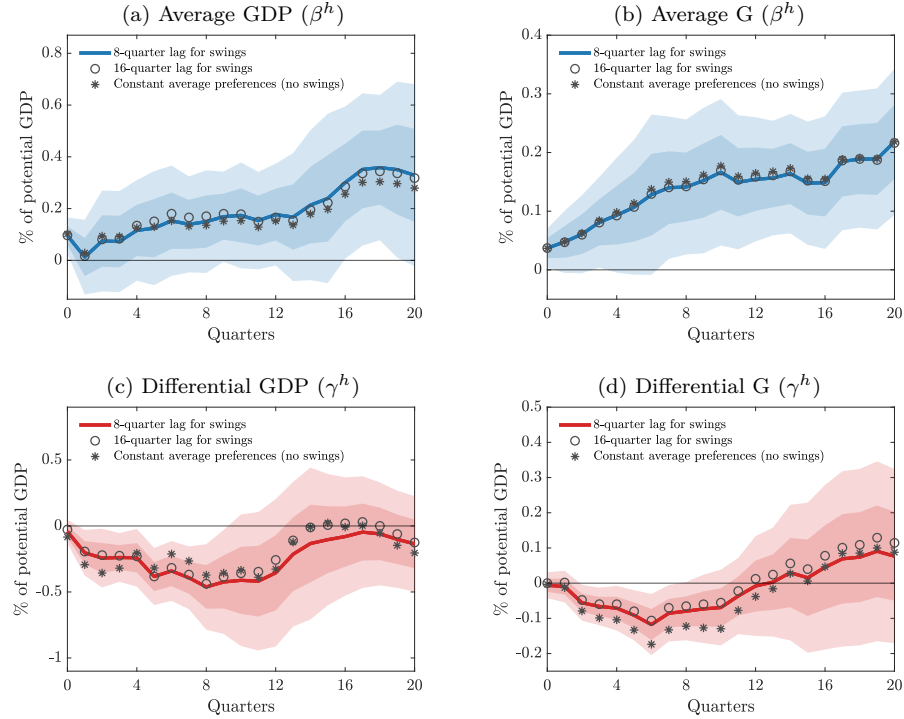 (a) Average GDP (β^h)
% of potential GDP
0.8
0.6
0.4
0.2
0
8-quarter lag for swings
16-quarter lag for swings
Constant average preferences (no swings)
0 4 8 12 16 20
Quarters
(b) Average G (β^h)
% of potential GDP
0.4
0.3
0.2
0.1
0
8-quarter lag for swings
16-quarter lag for swings
Constant average preferences (no swings)
0 4 8 12 16 20
Quarters
(c) Differential GDP (γ^h)
% of potential GDP
0.5
0
-0.5
-1
8-quarter lag for swings
16-quarter lag for swings
Constant average preferences (no swings)
0 4 8 12 16 20
Quarters
(d) Differential G (γ^h)
% of potential GDP
0.5
0.4
0.3
0.2
0.1
0
-0.1
-0.2
8-quarter lag for swings
16-quarter lag for swings
Constant average preferences (no swings)
0 4 8 12 16 20
Quarters